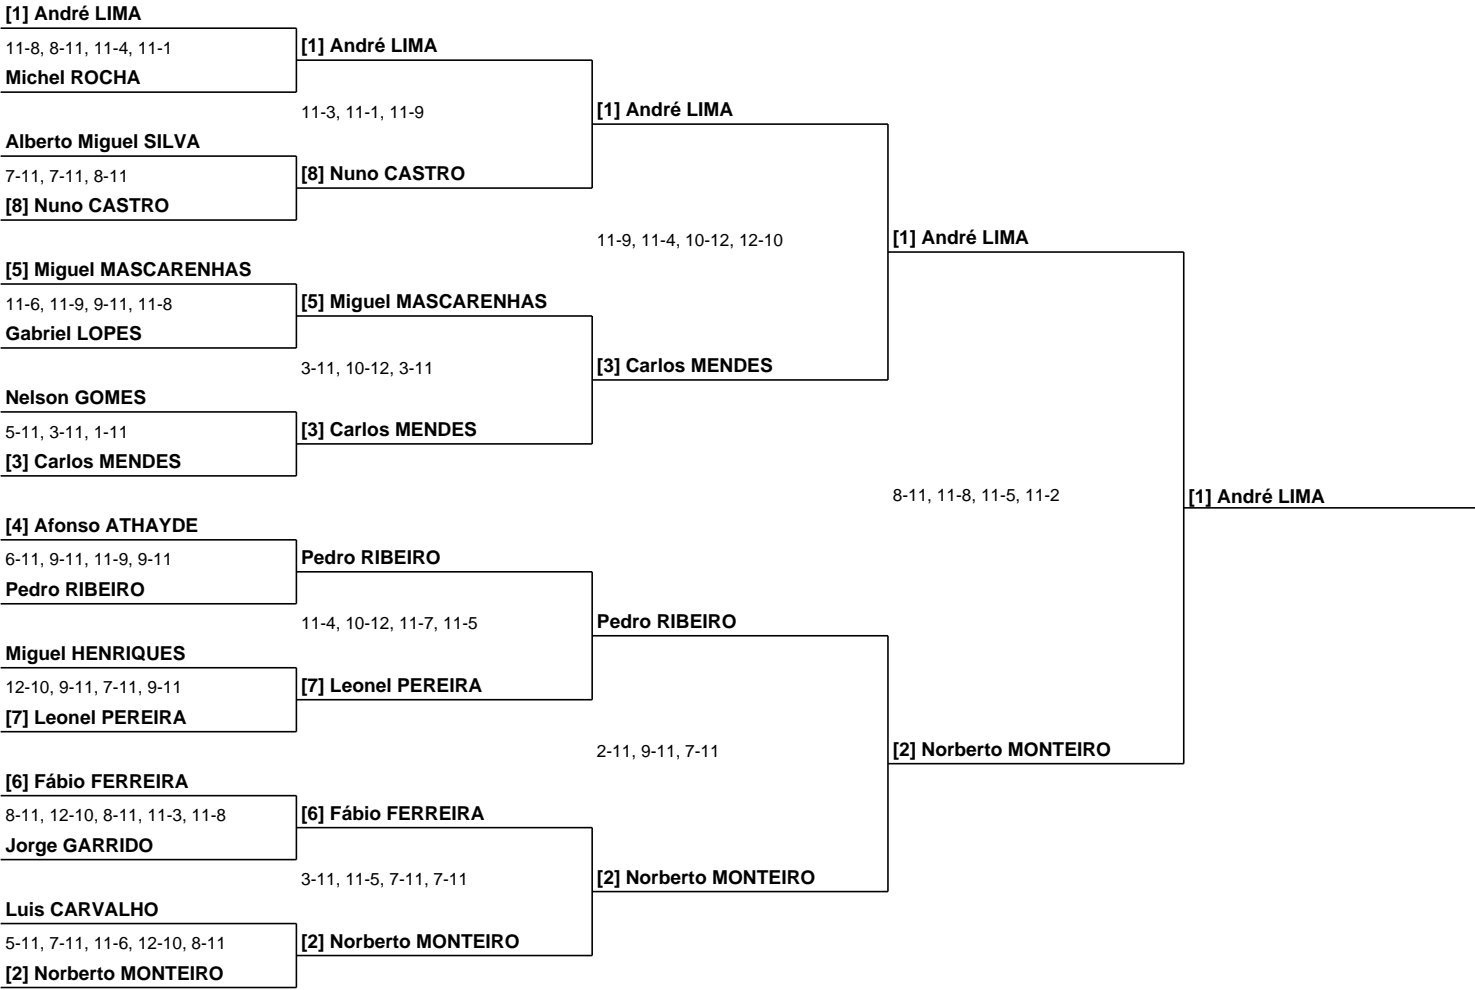 [1] André LIMA
11-8, 8-11, 11-4, 11-1
[1] André LIMA
Michel ROCHA
11-3, 11-1, 11-9
[1] André LIMA
Alberto Miguel SILVA
7-11, 7-11, 8-11
[8] Nuno CASTRO
[8] Nuno CASTRO
11-9, 11-4, 10-12, 12-10
[1] André LIMA
[5] Miguel MASCARENHAS
11-6, 11-9, 9-11, 11-8
[5] Miguel MASCARENHAS
Gabriel LOPES
3-11, 10-12, 3-11
[3] Carlos MENDES
Nelson GOMES
5-11, 3-11, 1-11
[3] Carlos MENDES
[3] Carlos MENDES
8-11, 11-8, 11-5, 11-2
[1] André LIMA
[4] Afonso ATHAYDE
6-11, 9-11, 11-9, 9-11
Pedro RIBEIRO
Pedro RIBEIRO
11-4, 10-12, 11-7, 11-5
Pedro RIBEIRO
Miguel HENRIQUES
12-10, 9-11, 7-11, 9-11
[7] Leonel PEREIRA
[7] Leonel PEREIRA
2-11, 9-11, 7-11
[2] Norberto MONTEIRO
[6] Fábio FERREIRA
8-11, 12-10, 8-11, 11-3, 11-8
[6] Fábio FERREIRA
Jorge GARRIDO
3-11, 11-5, 7-11, 7-11
[2] Norberto MONTEIRO
Luis CARVALHO
5-11, 7-11, 11-6, 12-10, 8-11
[2] Norberto MONTEIRO
[2] Norberto MONTEIRO